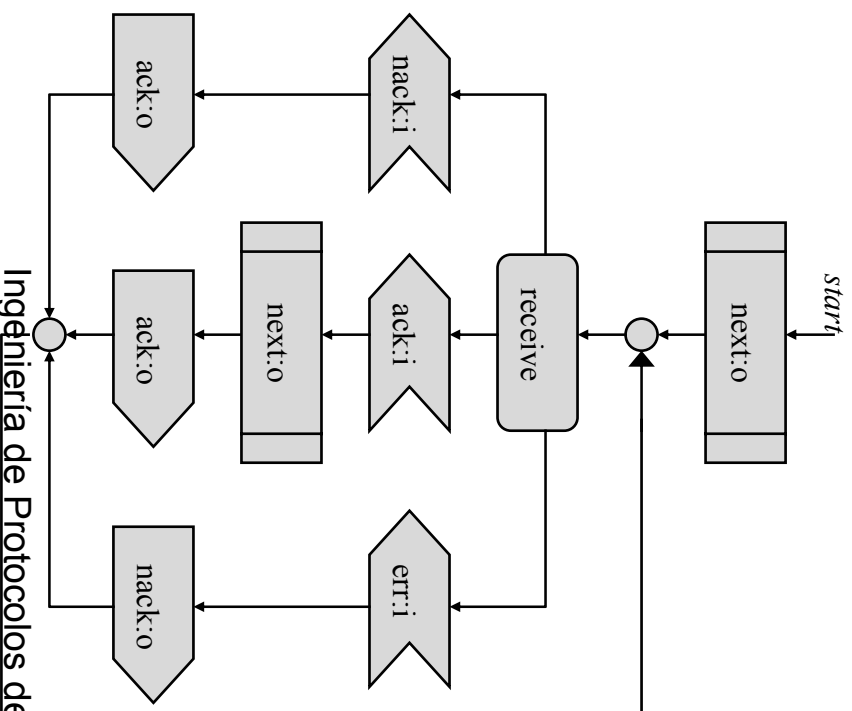 start
next:o
receive
nack:i
ack:i
err:i
next:o
ack:o
ack:o
nack:o
Ingeniería de Protocolos de